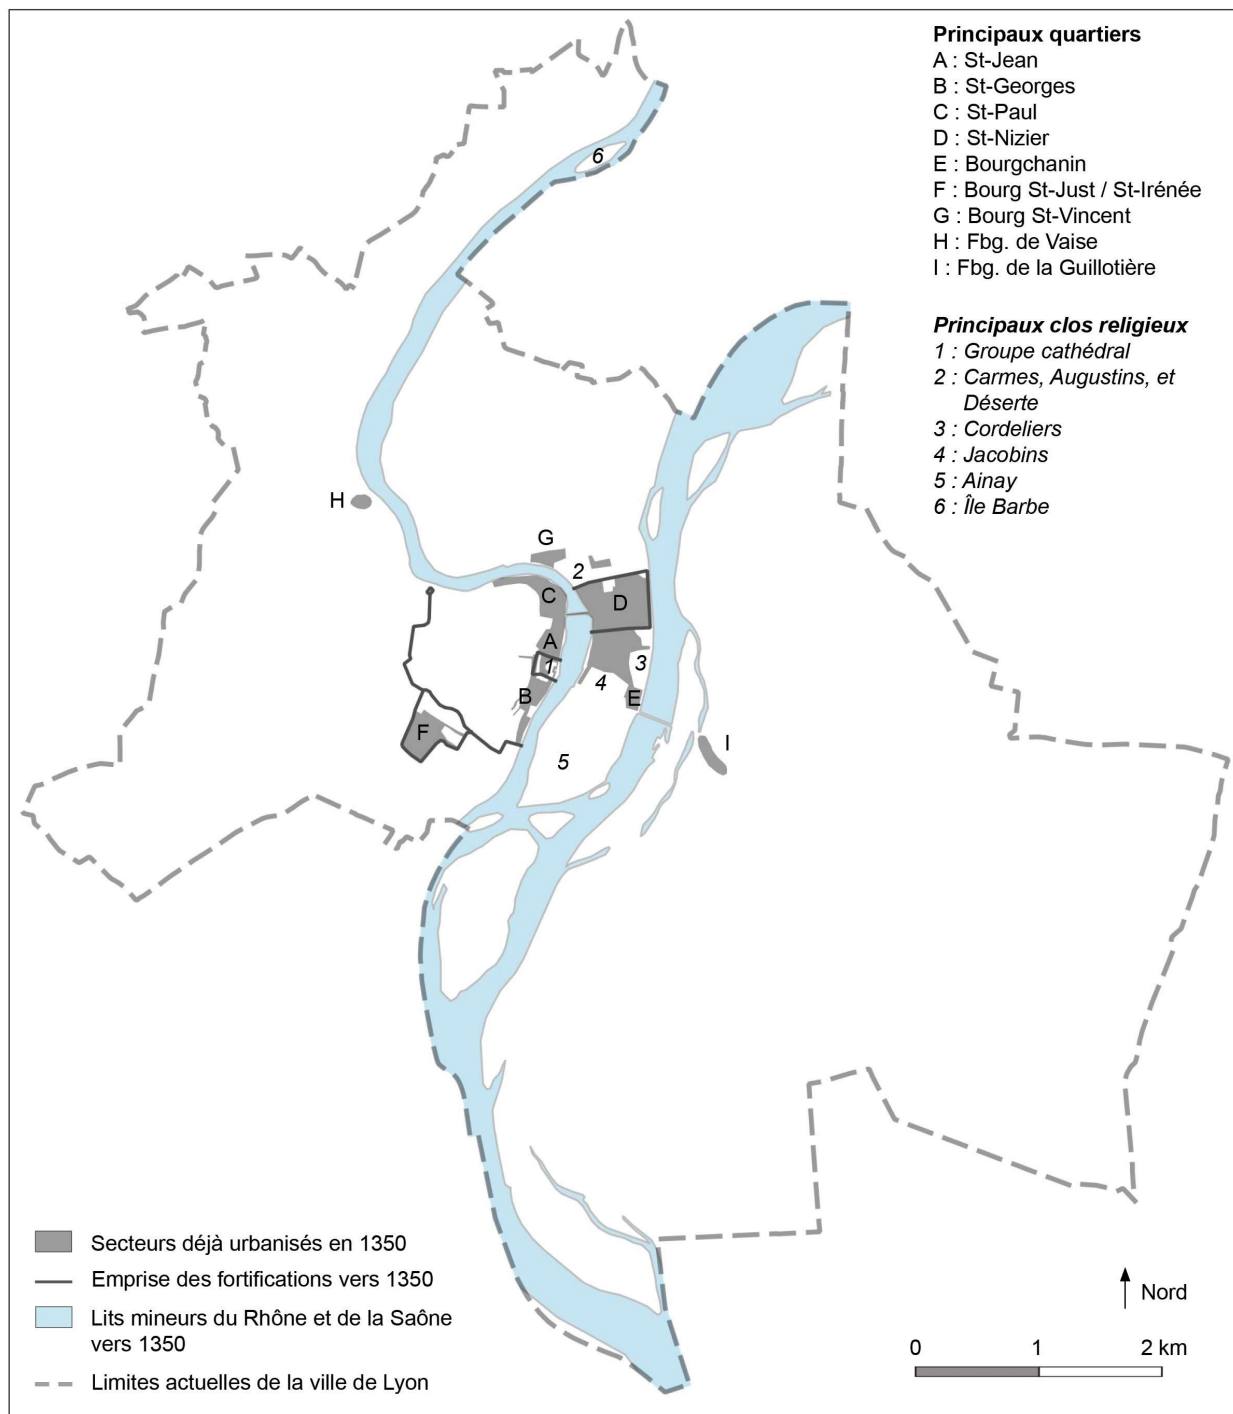 Principaux quartiers
A : St-Jean
B : St-Georges
C : St-Paul
D : St-Nizier
E : Bourgchanin
F : Bourg St-Just / St-Irénée
G : Bourg St-Vincent
H : Fbg. de Vaise
I : Fbg. de la Guillotière
Principaux clos religieux
1 : Groupe cathédral
2 : Carmes, Augustins, et
Déserte
3 : Cordeliers
4 : Jacobins
5 : Ainay
6 : Île Barbe
6
H
G
2
C
D
A
1
3
B
4
E
F
I
5
Secteurs déjà urbanisés en 1350
Emprise des fortifications vers 1350
Lits mineurs du Rhône et de la Saône
vers 1350
Limites actuelles de la ville de Lyon
Nord
0 1 2 km